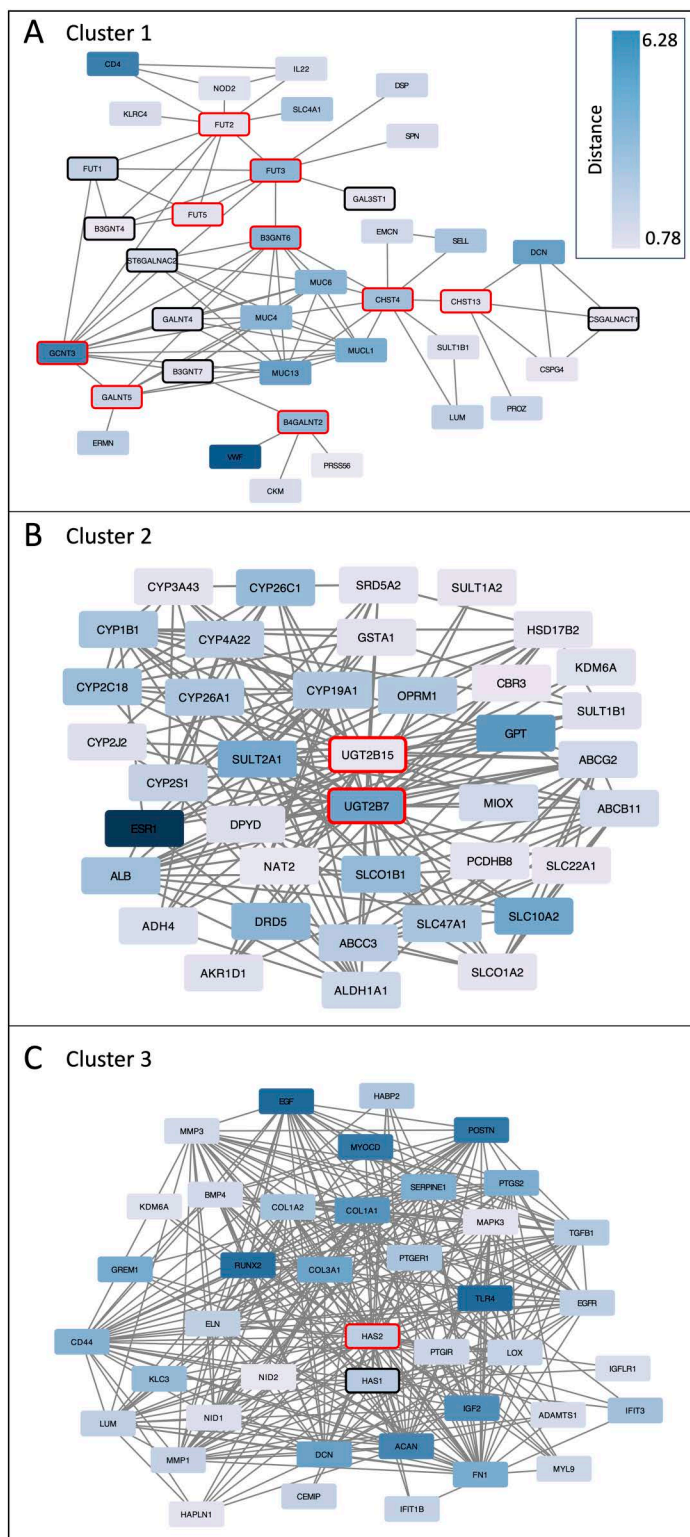 A Cluster 1
6.28
Distance
0.78
CD4
IL22
NOD2
DSP
KLRC4
SLC4A1
FUT2
SPN
FUT1
FUT3
GAL3ST1
FUT5
B3GNT4
B3GNT6
EMCN
SELL
DCN
ST6GALNAC2
MUC6
CHST4
CHST13
GALNT4
MUC4
CSGALNACT1
GCNT3
MUCL1
SULT1B1
B3GNT7
MUC13
CSPG4
GALNT5
LUM
PROZ
B4GALNT2
ERMN
VWF
PRSS56
CKM
B Cluster 2
CYP3A43
CYP26C1
SRD5A2
SULT1A2
CYP1B1
CYP4A22
GSTA1
HSD17B2
KDM6A
CYP2C18
CYP26A1
CYP19A1
OPRM1
CBR3
SULT1B1
CYP2J2
SULT2A1
UGT2B15
GPT
ABCG2
CYP2S1
UGT2B7
MIOX
ABCB11
ESR1
DPYD
ALB
NAT2
SLCO1B1
PCDHB8
SLC22A1
ADH4
DRD5
ABCC3
SLC47A1
SLC10A2
AKR1D1
ALDH1A1
SLCO1A2
C Cluster 3
EGF
HABP2
MMP3
MYOCD
POSTN
KDM6A
BMP4
COL1A2
COL1A1
SERPINE1
PTGS2
MAPK3
TGFB1
GREM1
RUNX2
COL3A1
PTGER1
TLR4
EGFR
CD44
ELN
HAS2
PTGIR
LOX
IGFLR1
KLC3
NID2
HAS1
LUM
NID1
IGF2
ADAMTS1
IFIT3
MMP1
DCN
ACAN
FN1
MYL9
HAPLN1
CEMIP
IFIT1B